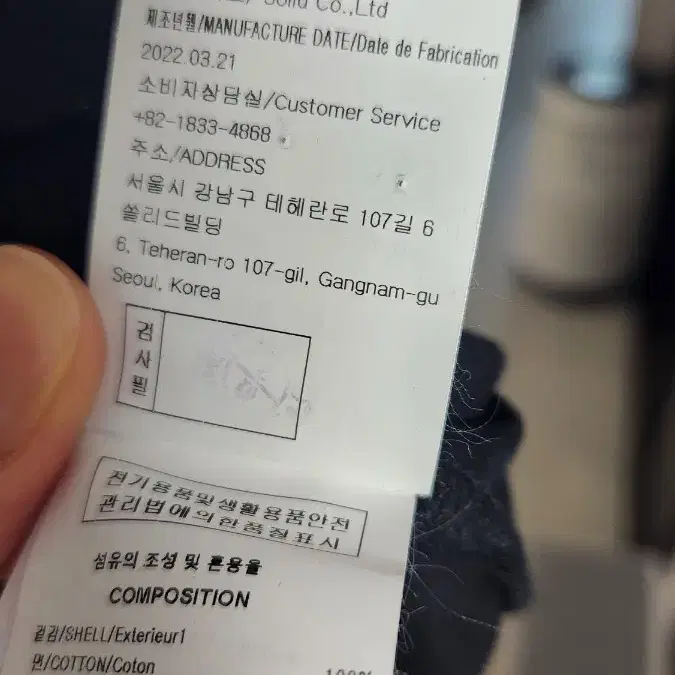 Solid Co.,Ltd
제조년월/MANUFACTURE DATE/Dale de Fabrication
2022.03.21
소비자상담실/Customer Service
+82-1833-4868
주소/ADDRESS
서울시 강남구 테헤란로 107길 6
쏠리드빌딩
6, Teheran-ro 107-gil, Gangnam-gu
Seoul, Korea
검사필
전기용품및생활용품안전
관리법에의한품질표시
섬유의 조성 및 혼용율
COMPOSITION
겉감/SHELL/Exterieur1
면/COTTON/Coton 100%